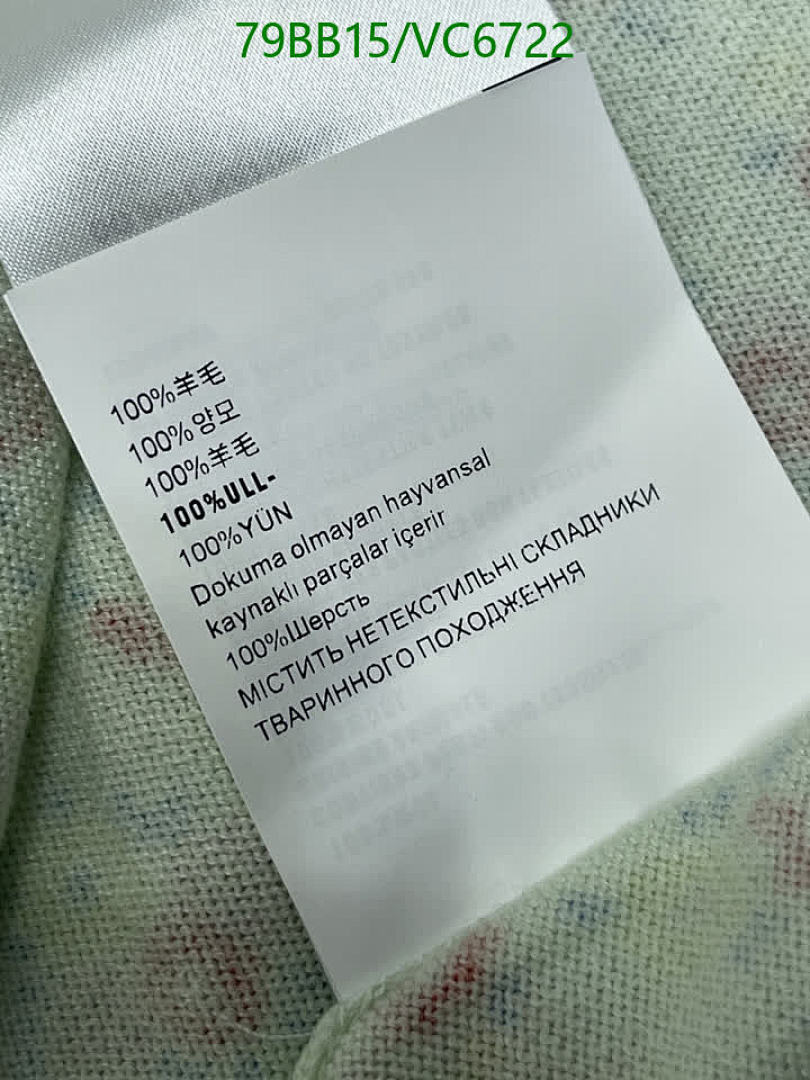 79BB15/VC6722
100%羊毛
100%양모
100%羊毛
100%ULL-
100%YÜN
Dokuma olmayan hayvansal
kaynaklı parçalar içerir
100%Шерсть
МІСТИТЬ НЕТЕКСТИЛЬНІ СКЛАДНИКИ
ТВАРИННОГО ПОХОДЖЕННЯ